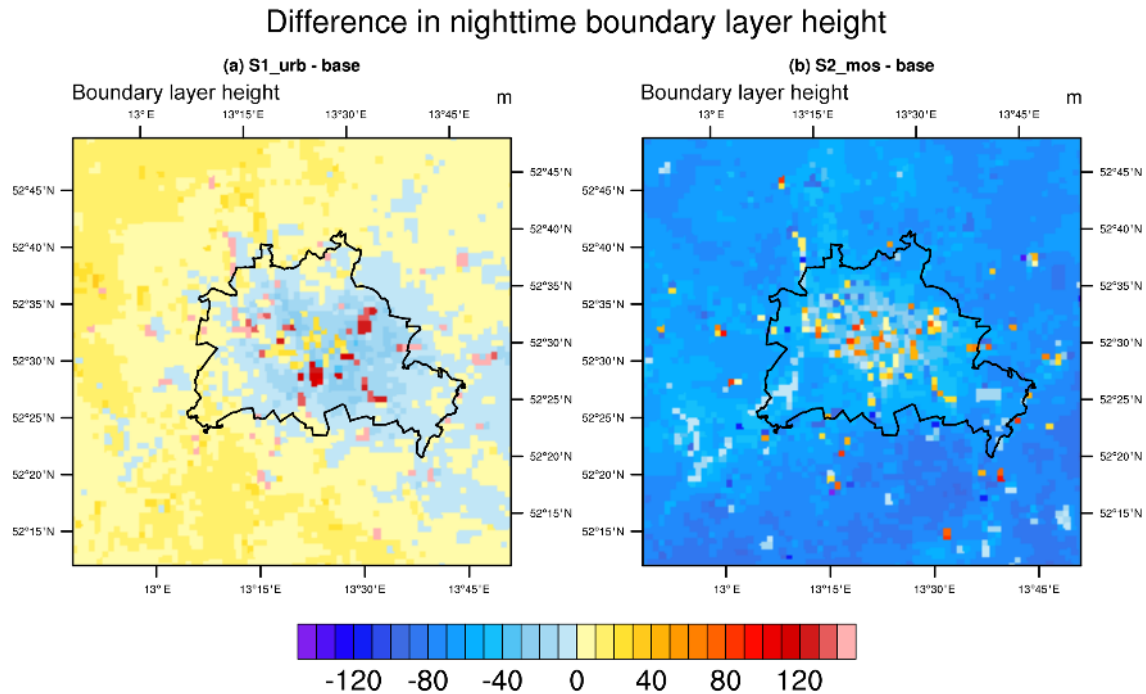 Difference in nighttime boundary layer height
(a) S1_urb - base
Boundary layer height m
13°E 13°15'E 13°30'E 13°45'E
52°45'N
52°40'N
52°35'N
52°30'N
52°25'N
52°20'N
52°15'N
52°45'N
52°40'N
52°35'N
52°30'N
52°25'N
52°20'N
52°15'N
13°E 13°15'E 13°30'E 13°45'E
(b) S2_mos - base
Boundary layer height m
13°E 13°15'E 13°30'E 13°45'E
52°45'N
52°40'N
52°35'N
52°30'N
52°25'N
52°20'N
52°15'N
52°45'N
52°40'N
52°35'N
52°30'N
52°25'N
52°20'N
52°15'N
13°E 13°15'E 13°30'E 13°45'E
-120 -80 -40 0 40 80 120